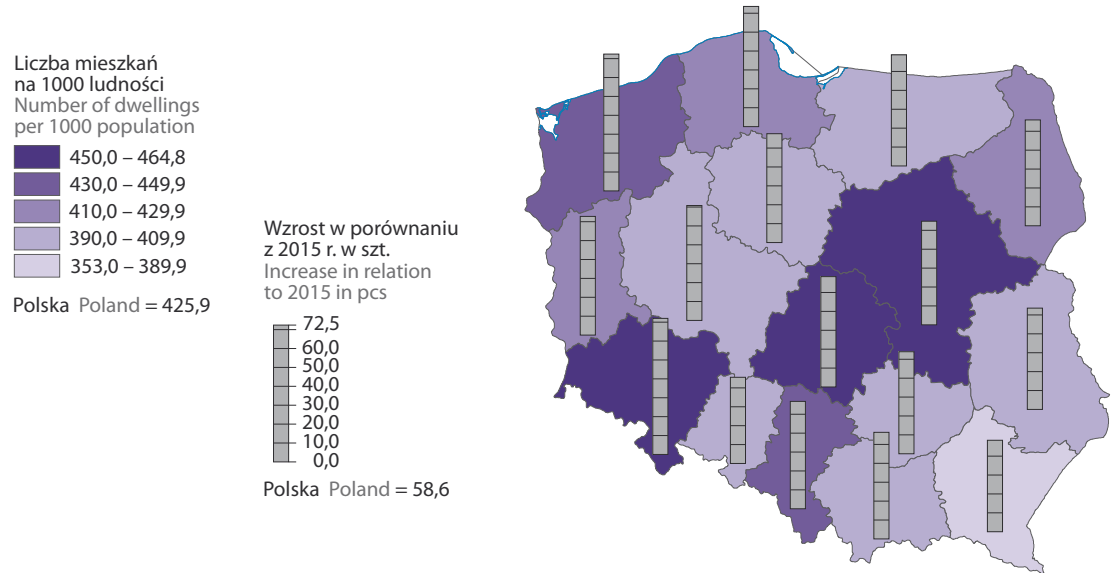 Liczba mieszkań
na 1000 ludności
Number of dwellings
per 1000 population
450,0 – 464,8
430,0 – 449,9
410,0 – 429,9
390,0 – 409,9
353,0 – 389,9
Polska Poland = 425,9
Wzrost w porównaniu
z 2015 r. w szt.
Increase in relation
to 2015 in pcs
72,5
60,0
50,0
40,0
30,0
20,0
10,0
0,0
Polska Poland = 58,6